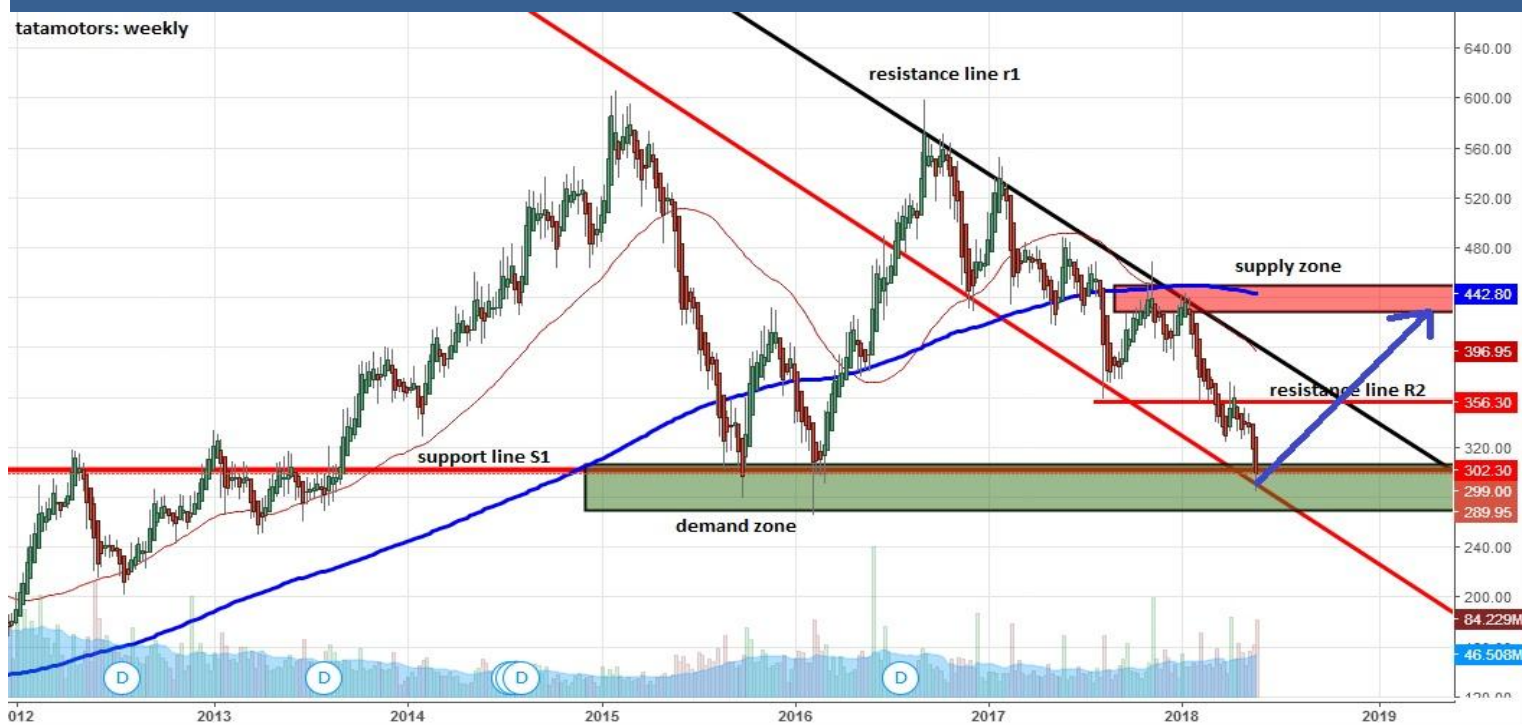 tatamotors: weekly
640.00
resistance line r1
600.00
560.00
520.00
480.00
supply zone
442.80
396.95
resistance line R2
356.30
320.00
support line S1
302.30
299.00
289.95
demand zone
240.00
200.00
84.229M
46.508M
D
D
D
D
012
2013
2014
2015
2016
2017
2018
2019